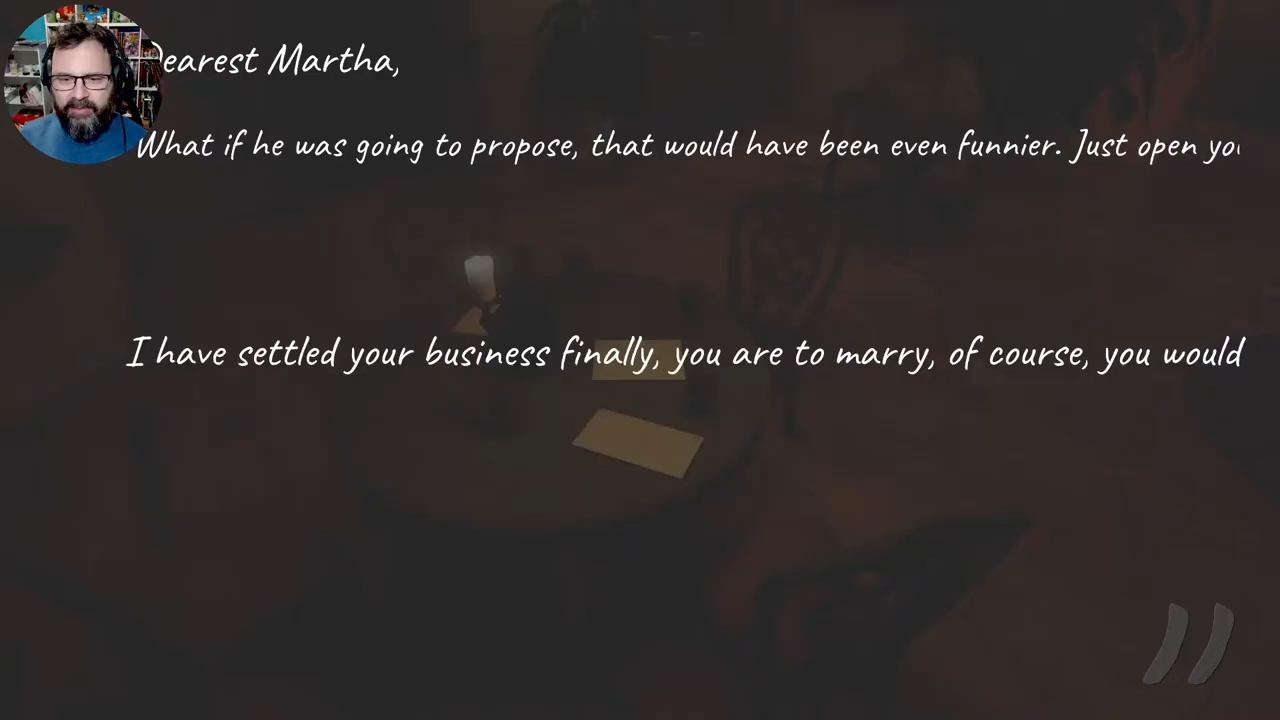 earest Martha,
What if he was going to propose, that would have been even funnier. Just open
I have settled your business finally, you are to marry, of course, you would